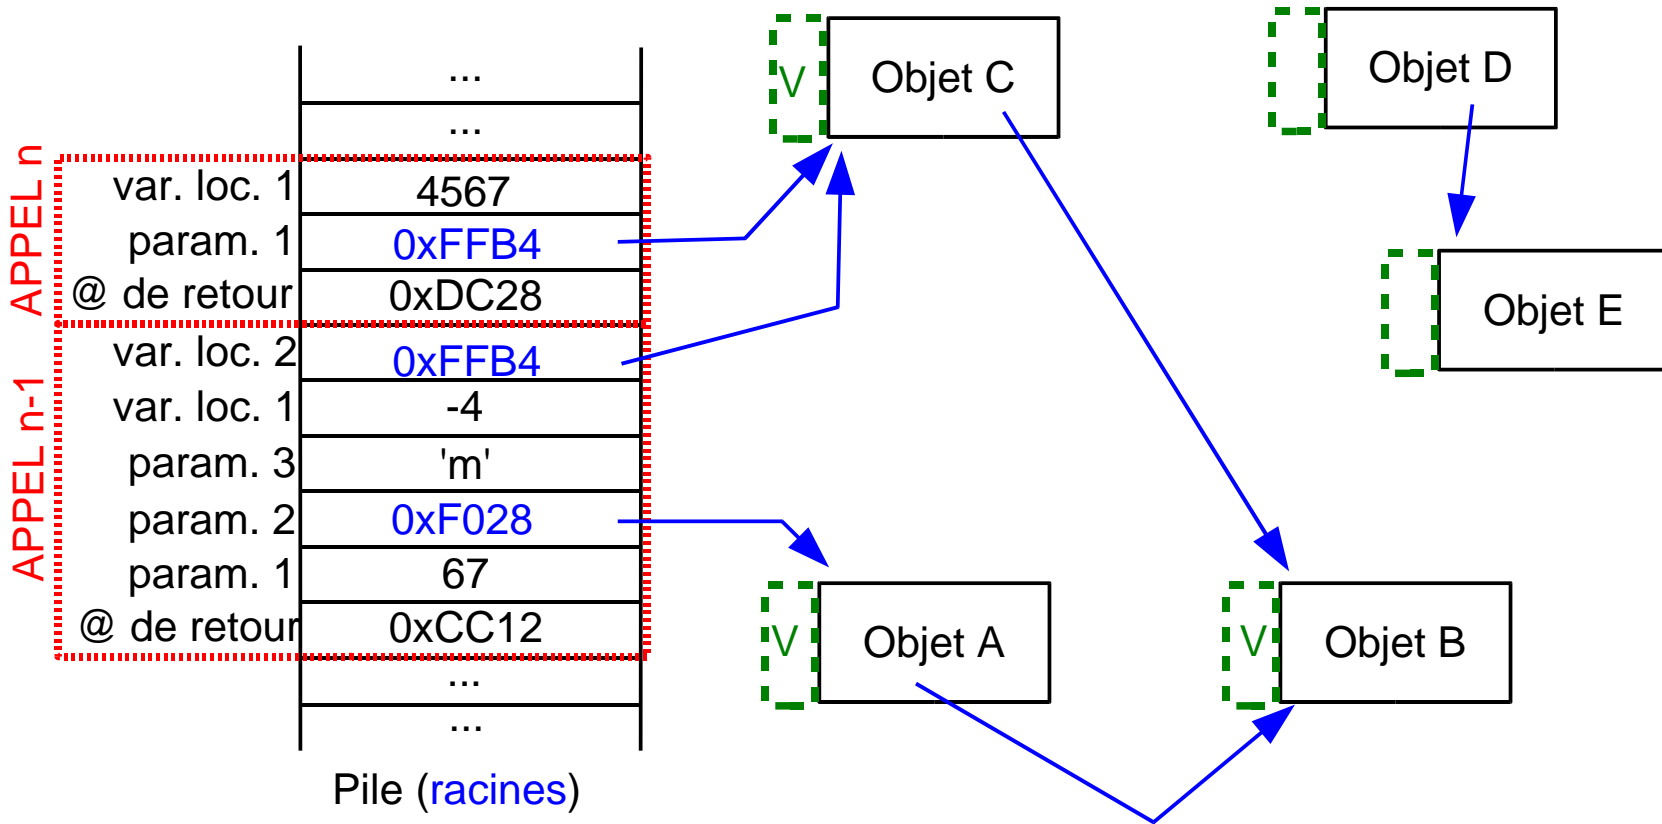 ...
...
APPEL n
var. loc. 1 4567
param. 1 0xFFB4
@ de retour 0xDC28
APPEL n-1
var. loc. 2 0xFFB4
var. loc. 1 -4
param. 3 'm'
param. 2 0xF028
param. 1 67
@ de retour 0xCC12
...
...
Pile (racines)
V Objet C
Objet D
Objet E
V Objet A
V Objet B